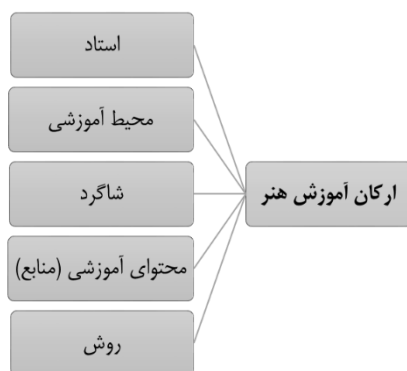 ارکان آموزش هنر
استاد
محیط آموزشی
شاگرد
محتوای آموزشی (منابع)
روش